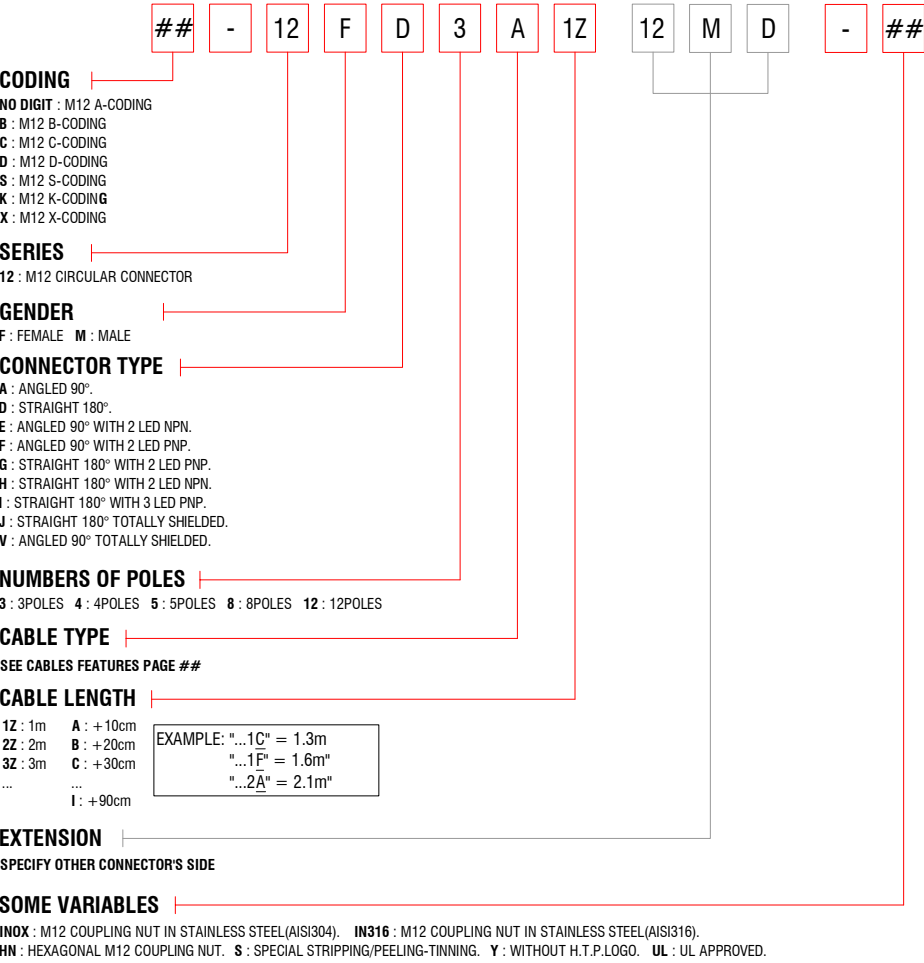 ## - 12 F D 3 A 1Z 12 M D - ##
CODING
NO DIGIT : M12 A-CODING
B : M12 B-CODING
C : M12 C-CODING
D : M12 D-CODING
S : M12 S-CODING
K : M12 K-CODING
X : M12 X-CODING
SERIES
12 : M12 CIRCULAR CONNECTOR
GENDER
F : FEMALE M : MALE
CONNECTOR TYPE
A : ANGLED 90°.
D : STRAIGHT 180°.
E : ANGLED 90° WITH 2 LED NPN.
F : ANGLED 90° WITH 2 LED PNP.
G : STRAIGHT 180° WITH 2 LED PNP.
H : STRAIGHT 180° WITH 2 LED NPN.
I : STRAIGHT 180° WITH 3 LED PNP.
J : STRAIGHT 180° TOTALLY SHIELDED.
V : ANGLED 90° TOTALLY SHIELDED.
NUMBERS OF POLES
3 : 3POLES 4 : 4POLES 5 : 5POLES 8 : 8POLES 12 : 12POLES
CABLE TYPE
SEE CABLES FEATURES PAGE ##
CABLE LENGTH
1Z : 1m A : +10cm
2Z : 2m B : +20cm
3Z : 3m C : +30cm
... ...
I : +90cm
EXAMPLE: "...1C" = 1.3m
"...1F" = 1.6m"
"...2A" = 2.1m"
EXTENSION
SPECIFY OTHER CONNECTOR'S SIDE
SOME VARIABLES
INOX : M12 COUPLING NUT IN STAINLESS STEEL(AISI304). IN316 : M12 COUPLING NUT IN STAINLESS STEEL(AISI316).
HN : HEXAGONAL M12 COUPLING NUT. S : SPECIAL STRIPPING/PEELING-TINNING. Y : WITHOUT H.T.P.LOGO. UL : UL APPROVED.